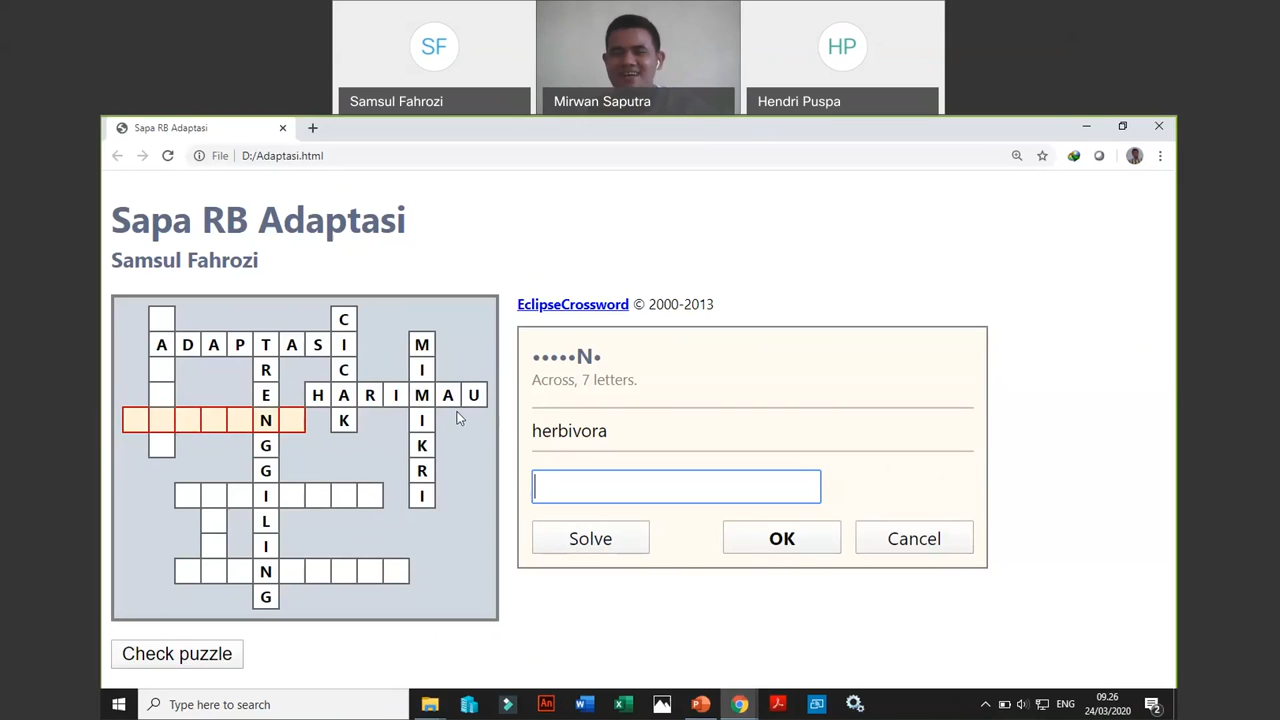 SF
HP
Samsul Fahrozi
Mirwan Saputra
Hendri Puspa
Sapa RB Adaptasi
File
D:/Adaptasi.html
Sapa RB Adaptasi
Samsul Fahrozi
EclipseCrossword © 2000-2013
C
A D A P T A S I M
R C I
E H A R I M A U
N K I
G K
G R
I I
L
I
N
G
•••••N•
Across, 7 letters.
herbivora
Solve
OK
Cancel
Check puzzle
Type here to search
An
ENG
09.26
24/03/2020
2